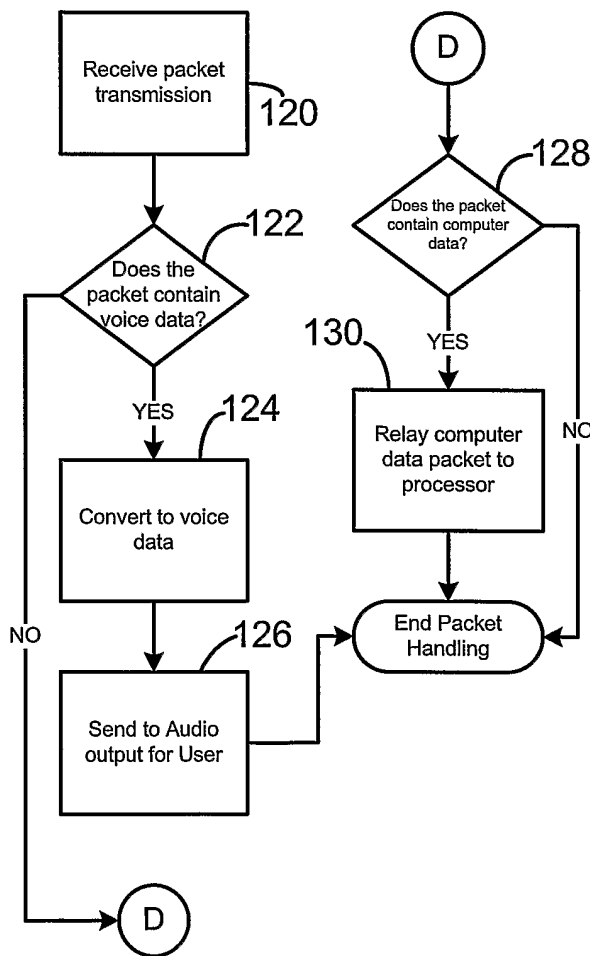 Receive packet
transmission
120
122
Does the
packet contain
voice data?
YES
124
Convert to voice
data
NO
126
Send to Audio
output for User
D
D
128
Does the packet
contain computer
data?
YES
130
Relay computer
data packet to
processor
NO
End Packet
Handling